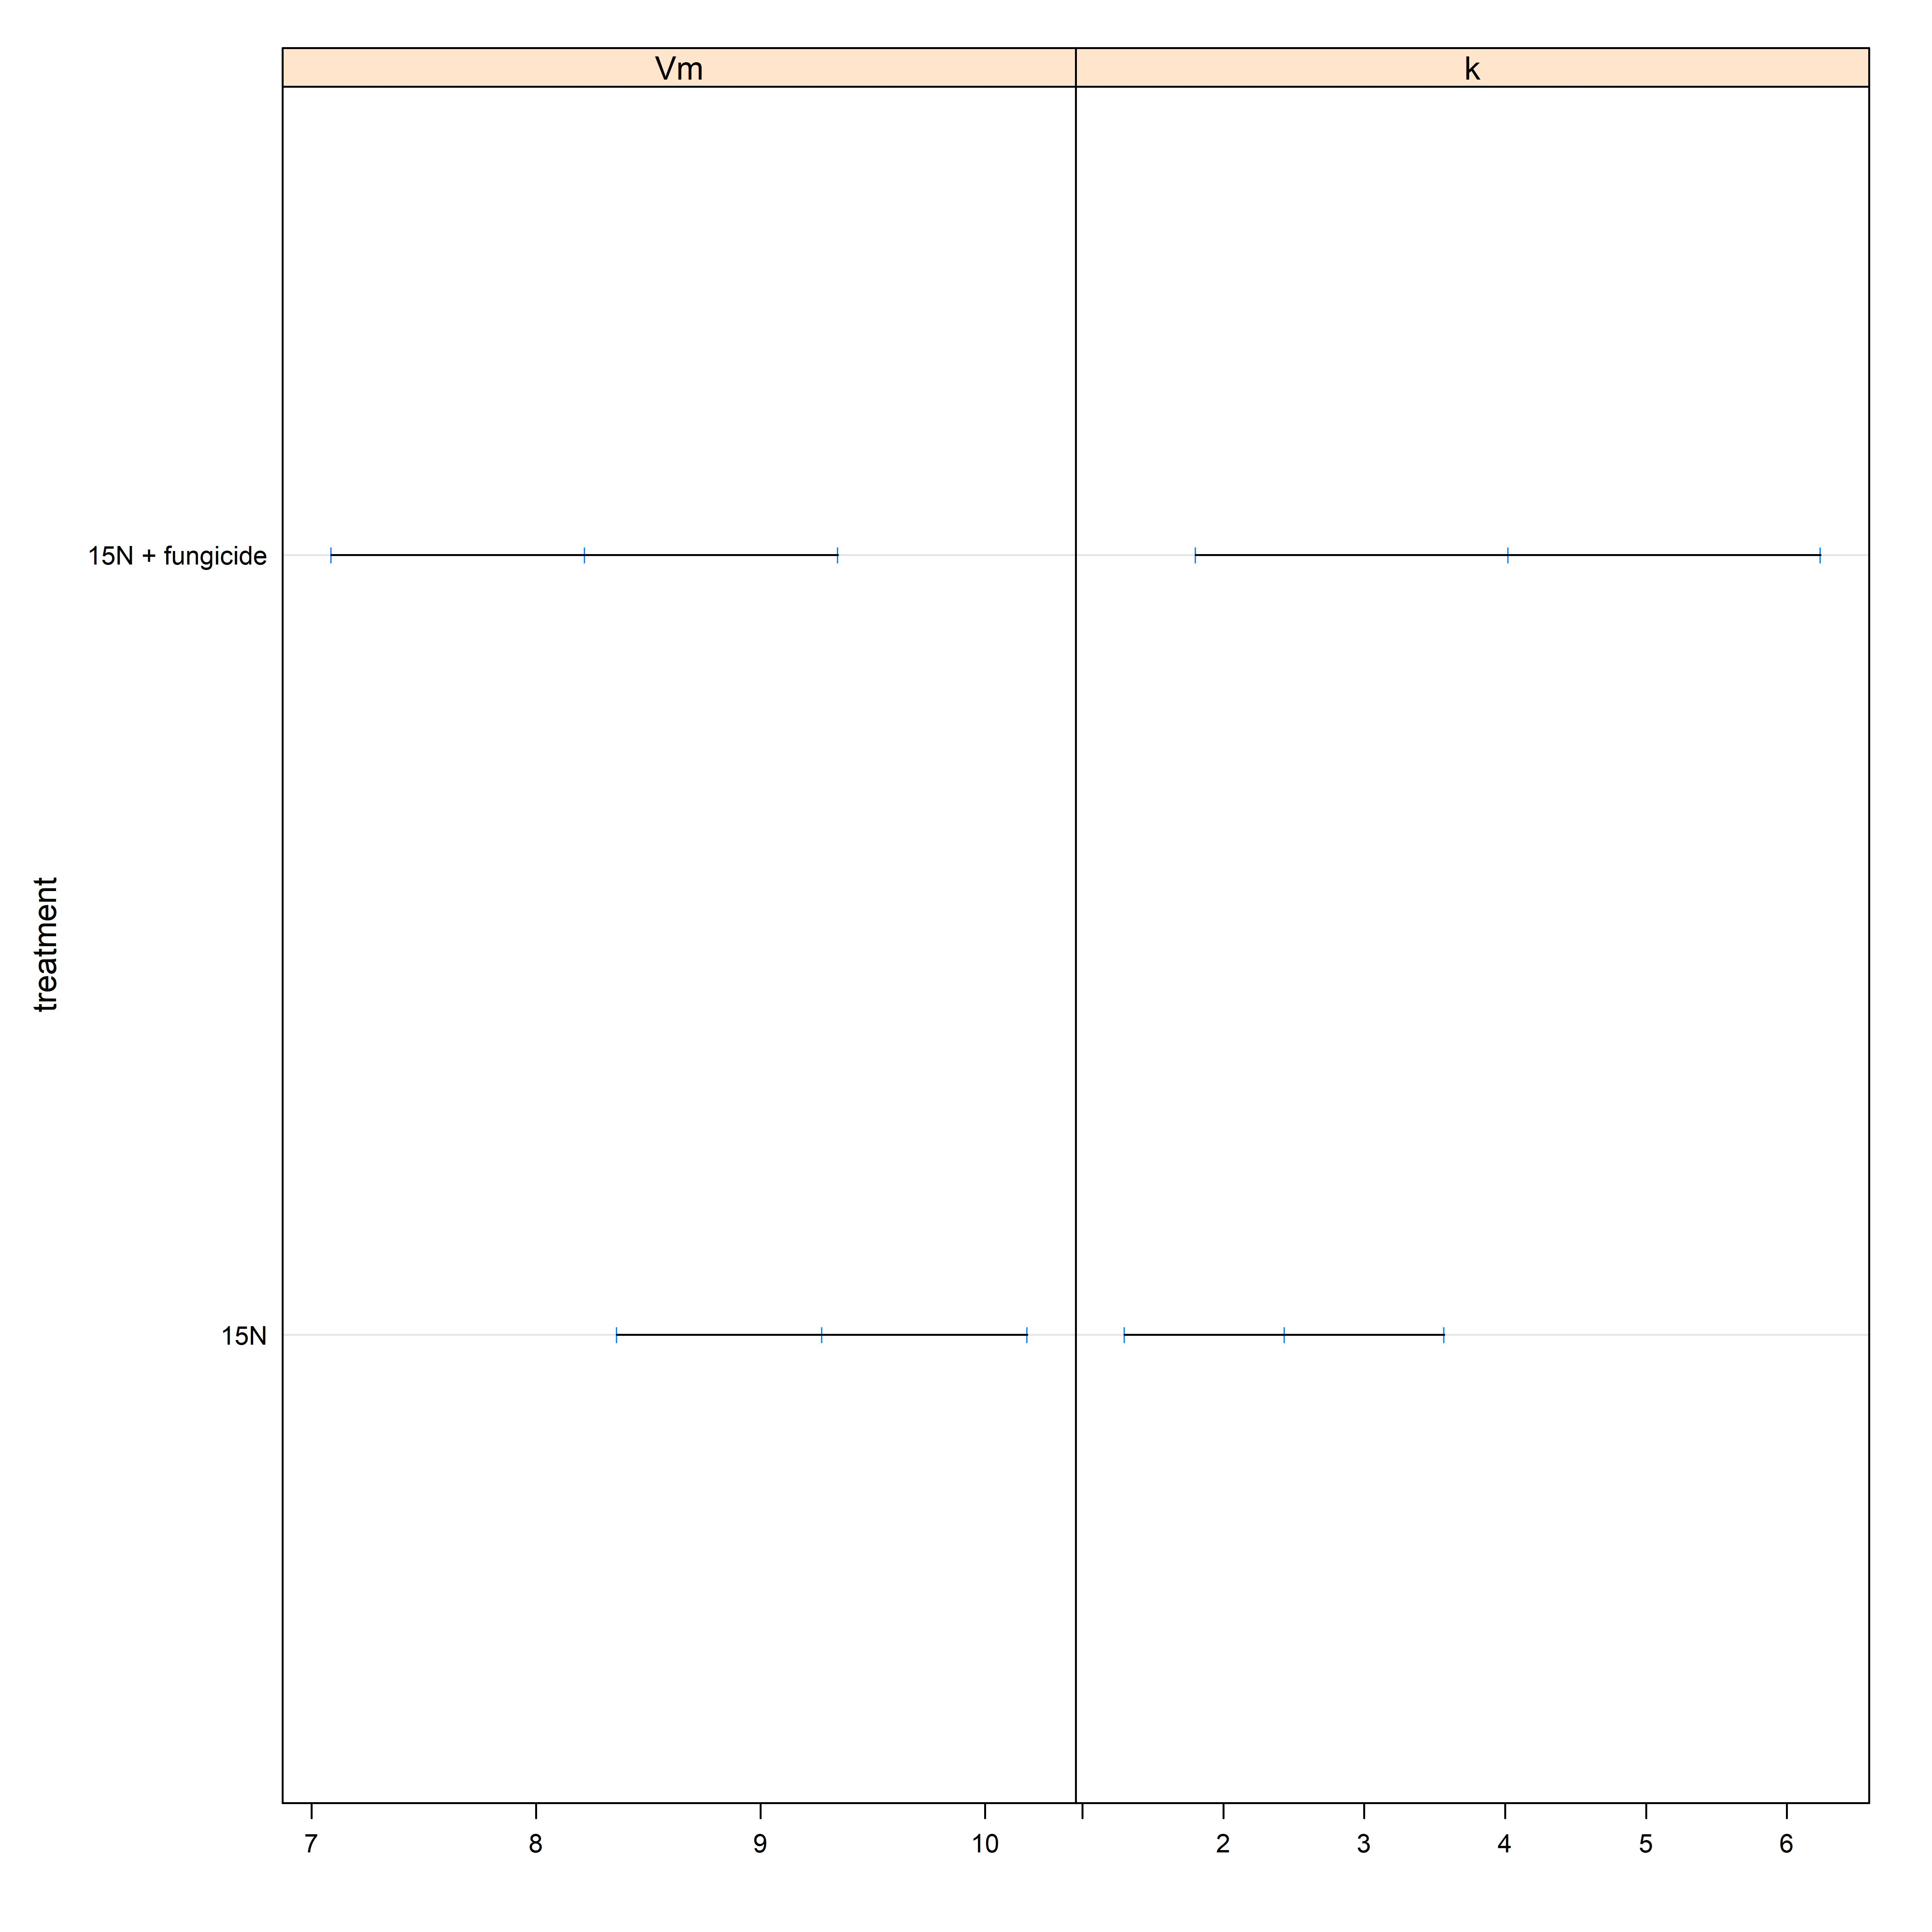 Vm k
15N + fungicide
treatment
15N
7 8 9 10 2 3 4 5 6